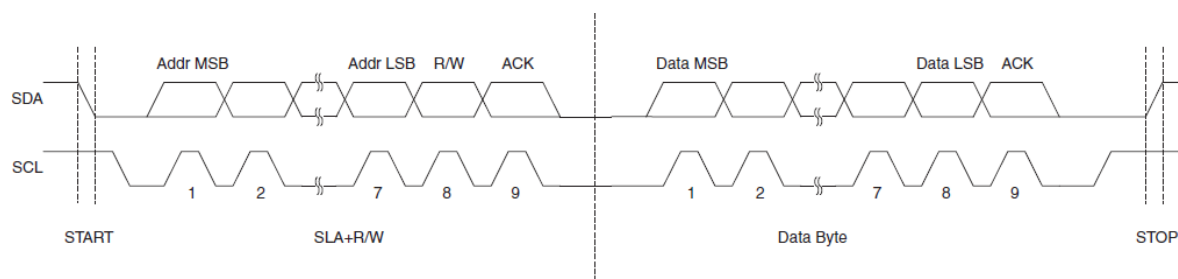 Addr MSB Addr LSB R/W ACK Data MSB Data LSB ACK
SDA
SCL
1 2 7 8 9 1 2 7 8 9
START SLA+R/W Data Byte STOP